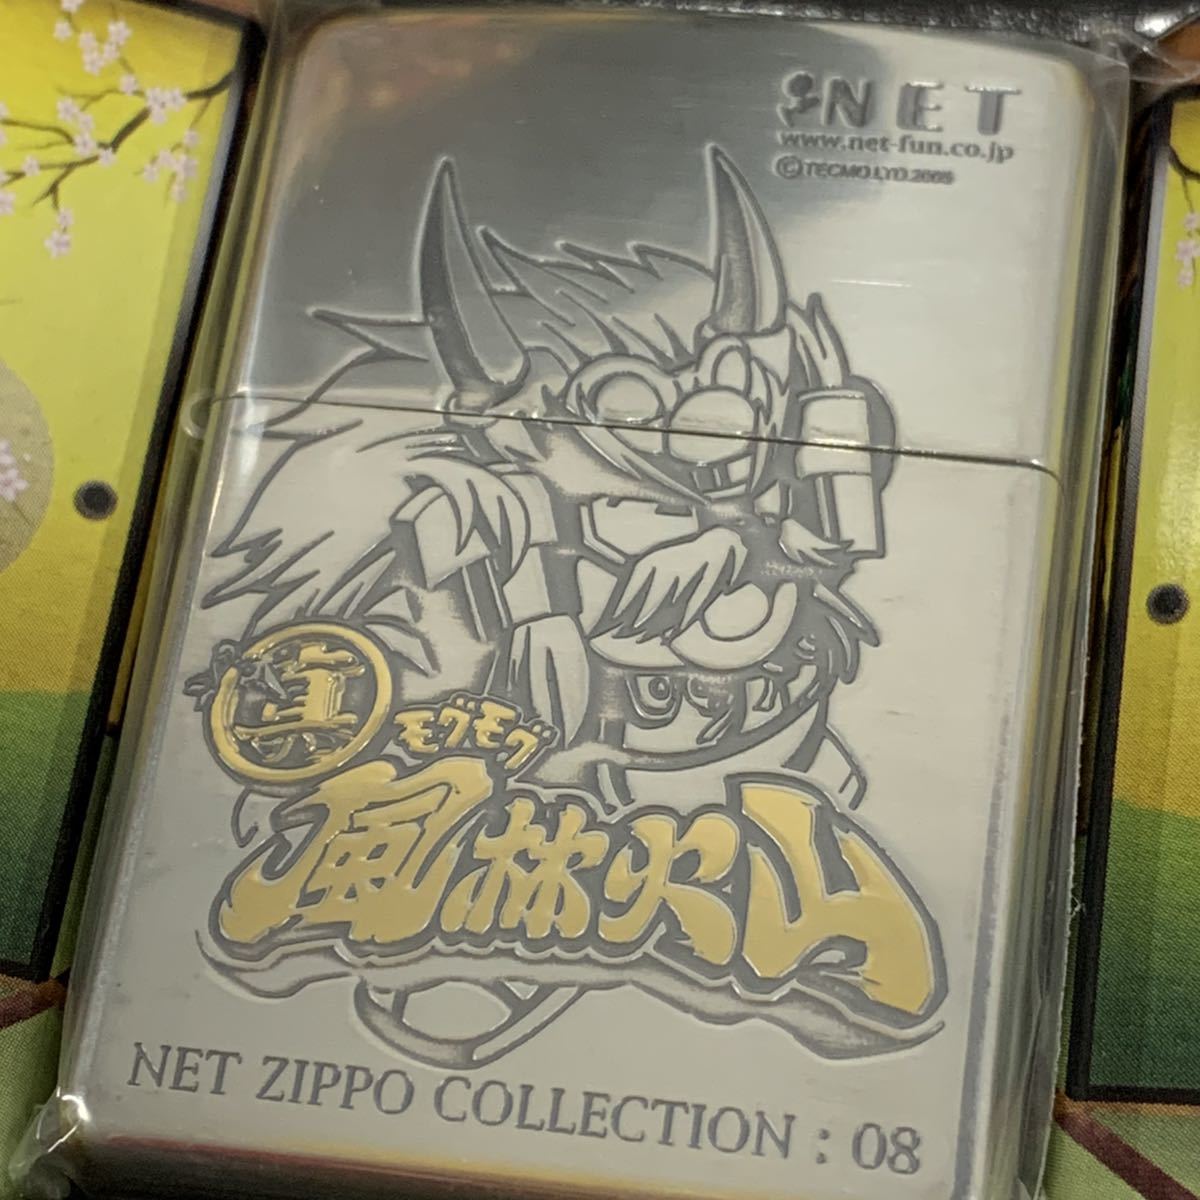 NET
www.net-fun.co.jp
©TECMO,LTD.2005
真
モグモグ
風林火山
NET ZIPPO COLLECTION : 08